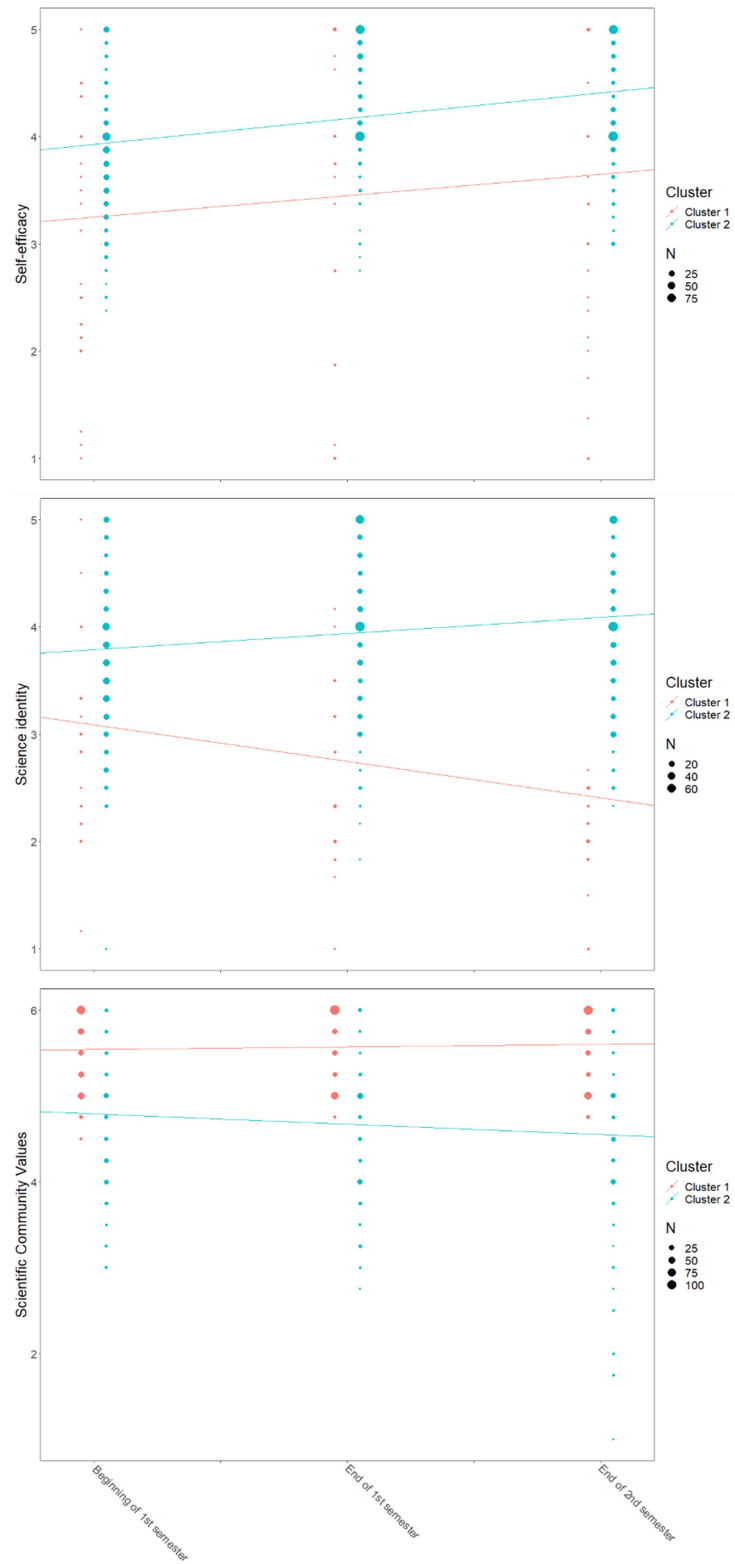 5
4
3
2
1
Self-efficacy
Cluster
Cluster 1
Cluster 2
N
25
50
75
5
4
3
2
1
Science identity
Cluster
Cluster 1
Cluster 2
N
20
40
60
6
4
2
Scientific Community Values
Cluster
Cluster 1
Cluster 2
N
25
50
75
100
Beginning of 1st semester
End of 1st semester
End of 2nd semester